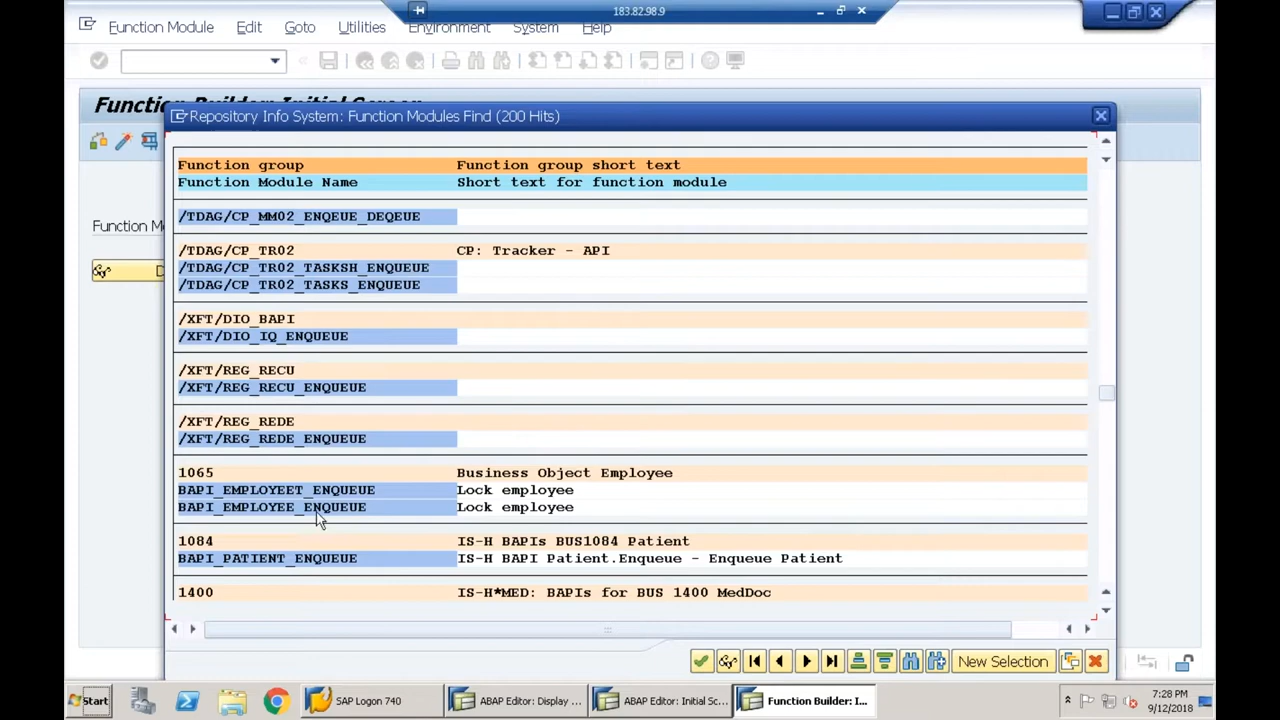 183.82.98.9
Function Module Edit Goto Utilities Environment System Help
Function Builder: Initial Screen
Repository Info System: Function Modules Find (200 Hits)
Function group Function group short text
Function Module Name Short text for function module
/TDAG/CP_MM02_ENQEUE_DEQEUE
/TDAG/CP_TR02 CP: Tracker - API
/TDAG/CP_TR02_TASKSH_ENQUEUE
/TDAG/CP_TR02_TASKS_ENQUEUE
/XFT/DIO_BAPI
/XFT/DIO_IQ_ENQUEUE
/XFT/REG_RECU
/XFT/REG_RECU_ENQUEUE
/XFT/REG_REDE
/XFT/REG_REDE_ENQUEUE
1065 Business Object Employee
BAPI_EMPLOYEET_ENQUEUE Lock employee
BAPI_EMPLOYEE_ENQUEUE Lock employee
1084 IS-H BAPIs BUS1084 Patient
BAPI_PATIENT_ENQUEUE IS-H BAPI Patient.Enqueue - Enqueue Patient
1400 IS-H*MED: BAPIs for BUS 1400 MedDoc
Function M
D
New Selection
Start SAP Logon 740 ABAP Editor: Display ... ABAP Editor: Initial Sc... Function Builder: I...
7:28 PM
9/12/2018